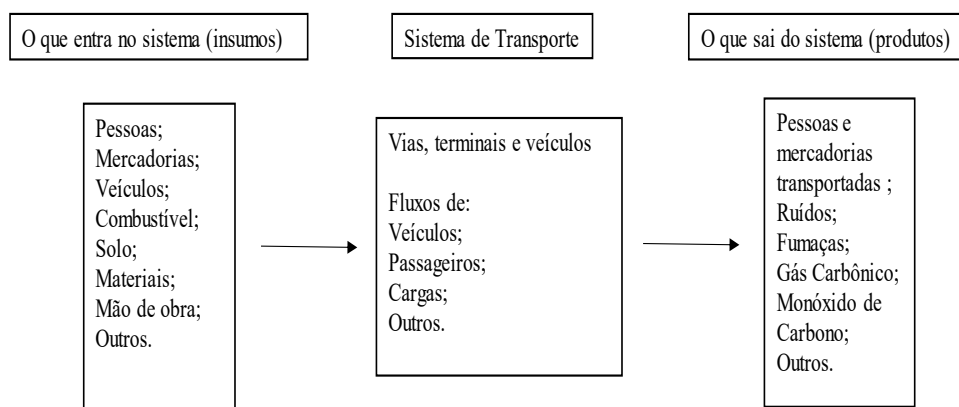 O que entra no sistema (insumos)
Sistema de Transporte
O que sai do sistema (produtos)
Pessoas;
Mercadorias;
Veículos;
Combustível;
Solo;
Materiais;
Mão de obra;
Outros.
Vias, terminais e veículos
Fluxos de:
Veículos;
Passageiros;
Cargas;
Outros.
Pessoas e
mercadorias
transportadas ;
Ruídos;
Fumaças;
Gás Carbônico;
Monóxido de
Carbono;
Outros.